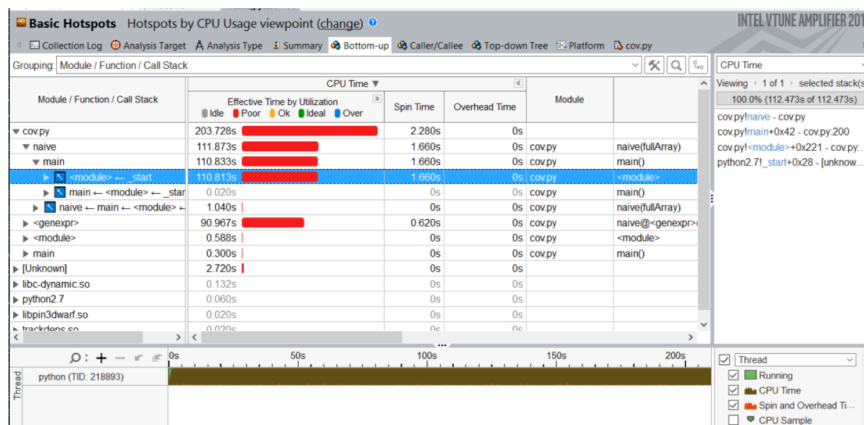 Basic Hotspots Hotspots by CPU Usage viewpoint (change) ?
INTEL VTUNE AMPLIFIER 201
Collection Log Analysis Target Analysis Type Summary Bottom-up Caller/Callee Top-down Tree Platform cov.py
Grouping: Module / Function / Call Stack
CPU Time
Module / Function / Call Stack
CPU Time
Effective Time by Utilization
Idle Poor Ok Ideal Over
Spin Time
Overhead Time
Module
Viewing 1 of 1 selected stack(s
100.0% (112.473s of 112.473s)
cov.py!naive - cov.py
cov.py!main+0x42 - cov.py:200
cov.py!<module>+0x221 - cov.py:...
python2.7!_start+0x28 - [unknow...
cov.py 203.728s 2.280s 0s
naive 111.873s 1.660s 0s cov.py naive(fullArray)
main 110.833s 1.660s 0s cov.py main()
<module> ← _start 110.813s 1.660s 0s cov.py <module>
main ← <module> ← _star 0.020s 0s 0s cov.py main()
naive ← main ← <module> ← 1.040s 0s 0s cov.py naive(fullArray)
<genexpr> 90.967s 0.620s 0s cov.py naive@<genexpr>(
<module> 0.588s 0s 0s cov.py <module>
main 0.300s 0s 0s cov.py main()
[Unknown] 2.720s 0s 0s
libc-dynamic.so 0.132s 0s 0s
python2.7 0.060s 0s 0s
libpin3dwarf.so 0.020s 0s 0s
trackdeps.so 0.020s 0s 0s
0s 50s 100s 150s 200s
Thread
python (TID: 218893)
Thread
Running
CPU Time
Spin and Overhead Ti...
CPU Sample